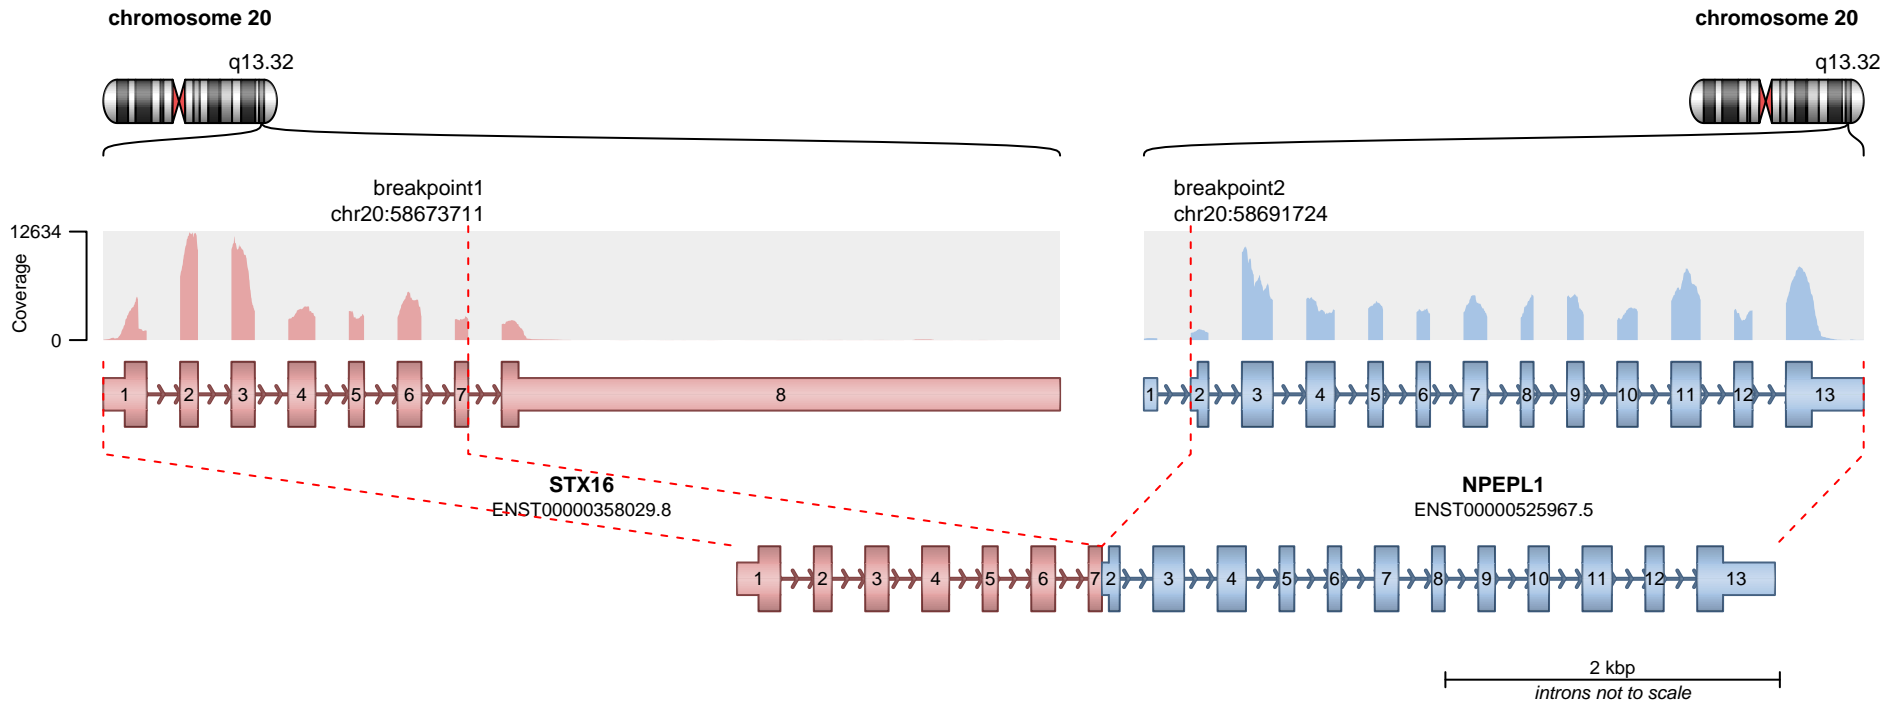 chromosome 20
chromosome 20
q13.32
q13.32
breakpoint1
chr20:58673711
breakpoint2
chr20:58691724
12634
Coverage
0
1 2 3 4 5 6 7 8
1 2 3 4 5 6 7 8 9 10 11 12 13
STX16
ENST00000358029.8
NPEPL1
ENST00000525967.5
1 2 3 4 5 6 7 2 3 4 5 6 7 8 9 10 11 12 13
2 kbp
introns not to scale